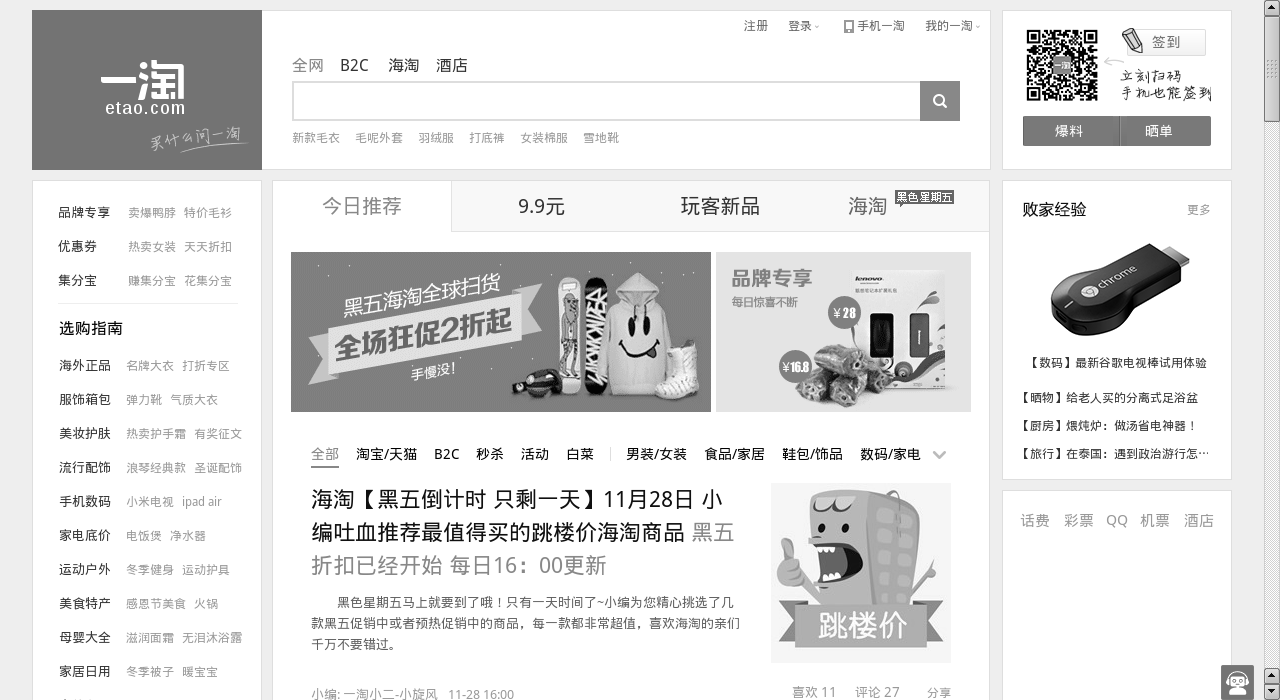 注册 登录 手机一淘 我的一淘
一淘
etao.com
买什么问一淘
全网 B2C 海淘 酒店
新款毛衣 毛呢外套 羽绒服 打底裤 女装棉服 雪地靴
签到
立刻扫码
手机也能签到
爆料 晒单
品牌专享 卖爆鸭脖 特价毛衫
优惠券 热卖女装 天天折扣
集分宝 赚集分宝 花集分宝
选购指南
海外正品 名牌大衣 打折专区
服饰箱包 弹力靴 气质大衣
美妆护肤 热卖护手霜 有奖征文
流行配饰 浪琴经典款 圣诞配饰
手机数码 小米电视 ipad air
家电底价 电饭煲 净水器
运动户外 冬季健身 运动护具
美食特产 感恩节美食 火锅
母婴大全 滋润面霜 无泪沐浴露
家居日用 冬季被子 暖宝宝
今日推荐 9.9元 玩客新品 海淘 黑色星期五
黑五海淘全球扫货
全场狂促2折起
手慢没!
品牌专享
每日惊喜不断
lenovo
¥28
¥16.8
全部 淘宝/天猫 B2C 秒杀 活动 白菜 男装/女装 食品/家居 鞋包/饰品 数码/家电
海淘【黑五倒计时 只剩一天】11月28日 小
编吐血推荐最值得买的跳楼价海淘商品 黑五
折扣已经开始 每日16：00更新
黑色星期五马上就要到了哦！只有一天时间了~小编为您精心挑选了几
款黑五促销中或者预热促销中的商品，每一款都非常超值，喜欢海淘的亲们
千万不要错过。
跳楼价
小编: 一淘小二-小旋风 11-28 16:00
喜欢 11 评论 27 分享
败家经验 更多
chrome
【数码】最新谷歌电视棒试用体验
【晒物】给老人买的分离式足浴盆
【厨房】煨炖炉：做汤省电神器！
【旅行】在泰国：遇到政治游行怎…
话费 彩票 QQ 机票 酒店